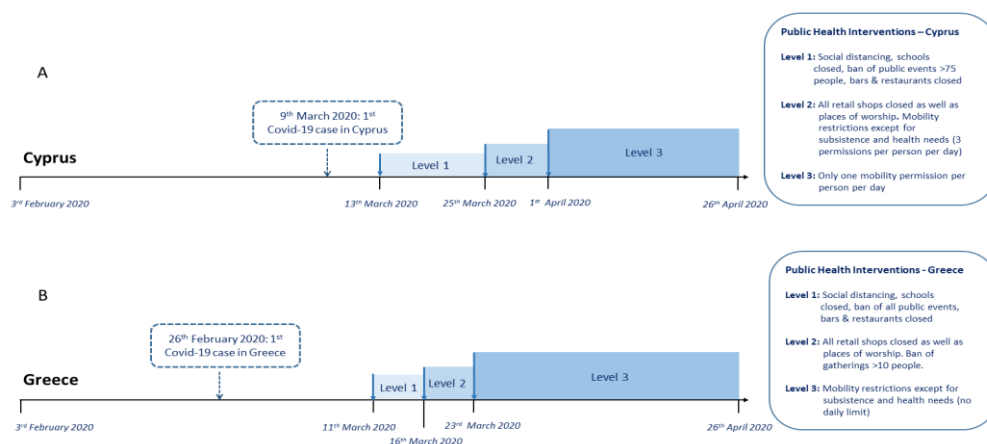 A
9th March 2020: 1st
Covid-19 case in Cyprus
Cyprus
Level 1
Level 2
Level 3
3rd February 2020
13th March 2020
25th March 2020
1st April 2020
26th April 2020
Public Health Interventions – Cyprus
Level 1: Social distancing, schools
closed, ban of public events >75
people, bars & restaurants closed
Level 2: All retail shops closed as well as
places of worship. Mobility
restrictions except for
subsistence and health needs (3
permissions per person per day)
Level 3: Only one mobility permission per
person per day
B
26th February 2020: 1st
Covid-19 case in Greece
Greece
Level 1
Level 2
Level 3
3rd February 2020
11th March 2020
16th March 2020
23rd March 2020
26th April 2020
Public Health Interventions - Greece
Level 1: Social distancing, schools
closed, ban of all public events,
bars & restaurants closed
Level 2: All retail shops closed as well as
places of worship. Ban of
gatherings >10 people.
Level 3: Mobility restrictions except for
subsistence and health needs (no
daily limit)